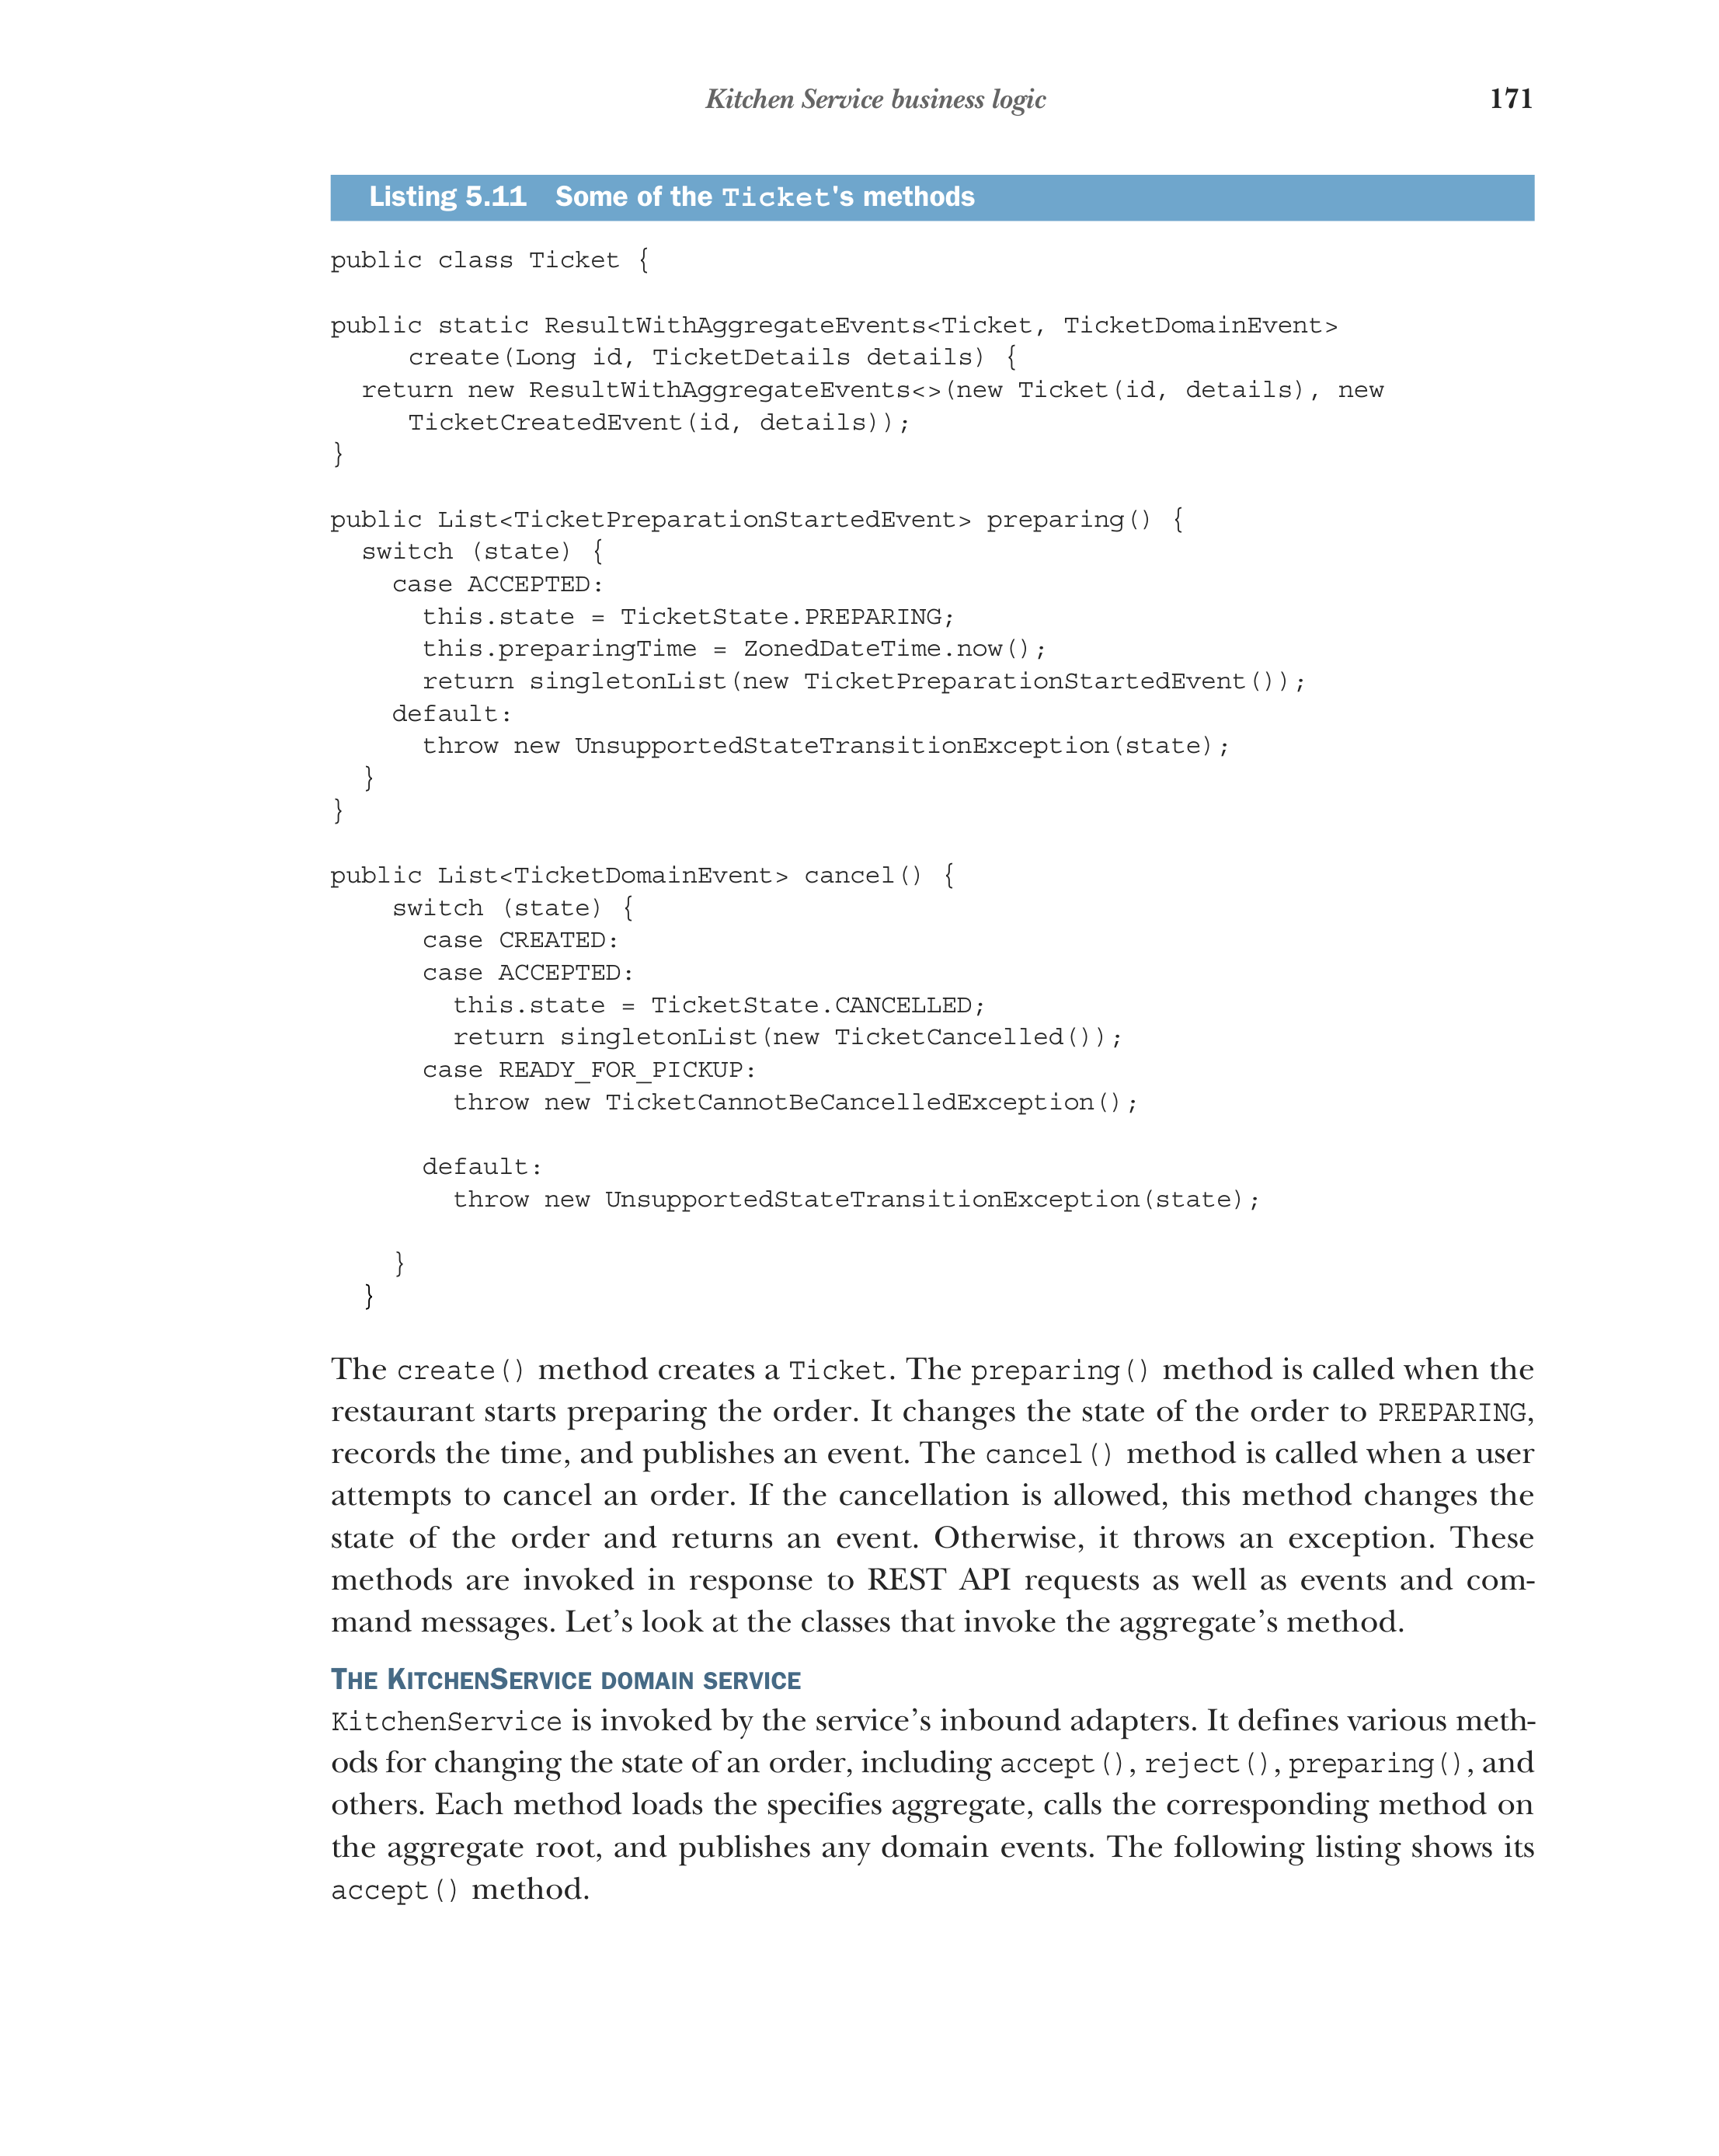 Kitchen Service business logic 171
Listing 5.11 Some of the Ticket's methods
public class Ticket {
public static ResultWithAggregateEvents<Ticket, TicketDomainEvent>
create(Long id, TicketDetails details) {
return new ResultWithAggregateEvents<>(new Ticket(id, details), new
TicketCreatedEvent(id, details));
}
public List<TicketPreparationStartedEvent> preparing() {
switch (state) {
case ACCEPTED:
this.state = TicketState.PREPARING;
this.preparingTime = ZonedDateTime.now();
return singletonList(new TicketPreparationStartedEvent());
default:
throw new UnsupportedStateTransitionException(state);
}
}
public List<TicketDomainEvent> cancel() {
switch (state) {
case CREATED:
case ACCEPTED:
this.state = TicketState.CANCELLED;
return singletonList(new TicketCancelled());
case READY_FOR_PICKUP:
throw new TicketCannotBeCancelledException();
default:
throw new UnsupportedStateTransitionException(state);
}
}
The create() method creates a Ticket. The preparing() method is called when the
restaurant starts preparing the order. It changes the state of the order to PREPARING,
records the time, and publishes an event. The cancel() method is called when a user
attempts to cancel an order. If the cancellation is allowed, this method changes the
state of the order and returns an event. Otherwise, it throws an exception. These
methods are invoked in response to REST API requests as well as events and com-
mand messages. Let’s look at the classes that invoke the aggregate’s method.
THE KITCHENSERVICE DOMAIN SERVICE
KitchenService is invoked by the service’s inbound adapters. It defines various meth-
ods for changing the state of an order, including accept(), reject(), preparing(), and
others. Each method loads the specifies aggregate, calls the corresponding method on
the aggregate root, and publishes any domain events. The following listing shows its
accept() method.